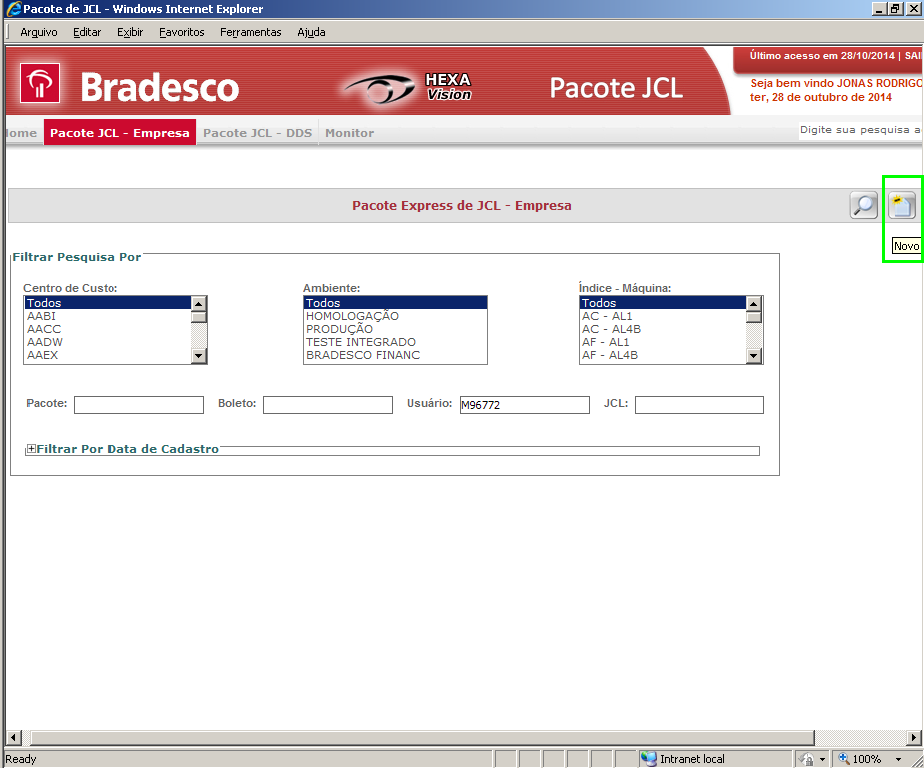 Pacote de JCL - Windows Internet Explorer
Arquivo Editar Exibir Favoritos Ferramentas Ajuda
Bradesco
HEXA
Vision
Pacote JCL
Último acesso em 28/10/2014 | SAI
Seja bem vindo JONAS RODRIGO
ter, 28 de outubro de 2014
Home Pacote JCL - Empresa Pacote JCL - DDS Monitor
Digite sua pesquisa a
Pacote Express de JCL - Empresa
Novo
Filtrar Pesquisa Por
Centro de Custo: Ambiente: Índice - Máquina:
Todos Todos Todos
AABI HOMOLOGAÇÃO AC - AL1
AACC PRODUÇÃO AC - AL4B
AADW TESTE INTEGRADO AF - AL1
AAEX BRADESCO FINANC AF - AL4B
Pacote: Boleto: Usuário: M96772 JCL:
Filtrar Por Data de Cadastro
Ready Intranet local 100%